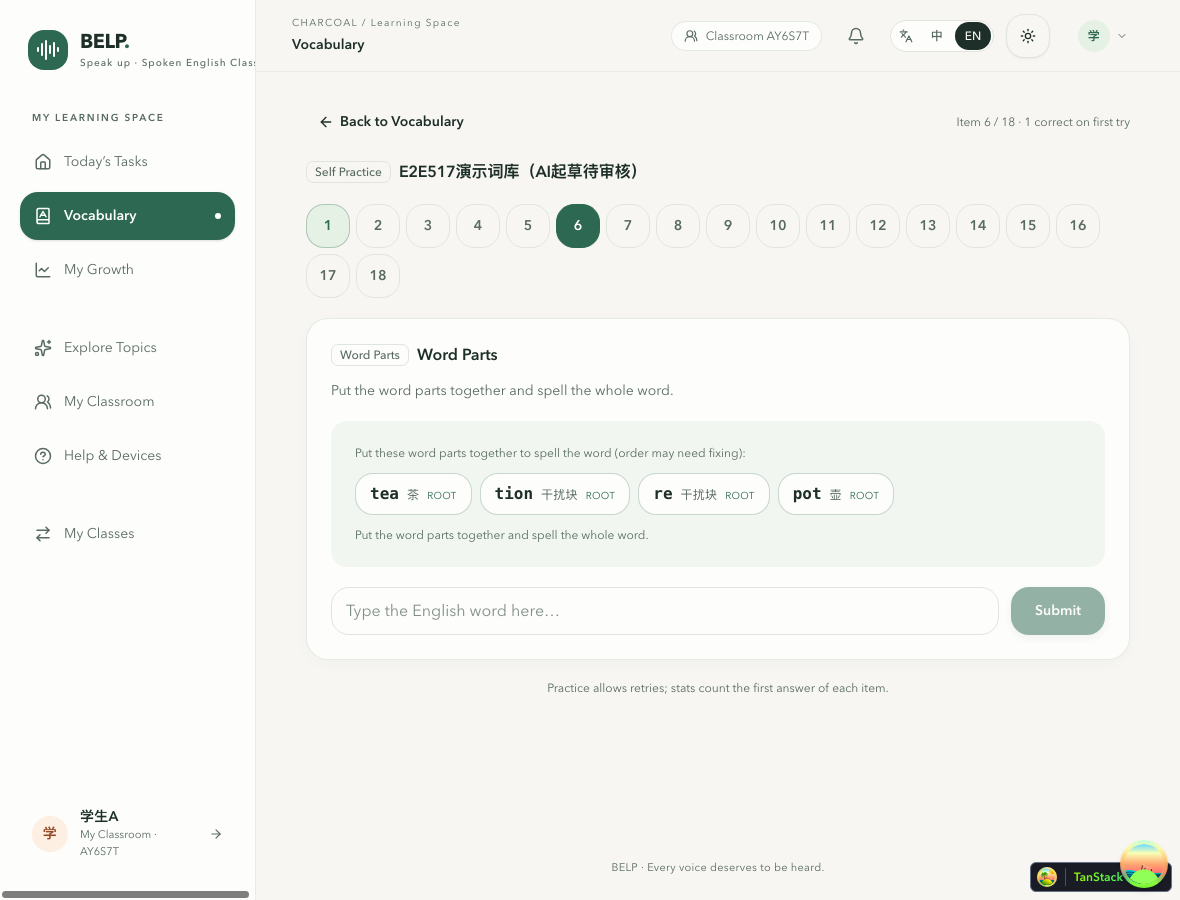 BELP.
Speak up · Spoken English Clas
MY LEARNING SPACE
Today's Tasks
Vocabulary
My Growth
Explore Topics
My Classroom
Help & Devices
My Classes
学
学生A
My Classroom ·
AY6S7T
CHARCOAL / Learning Space
Vocabulary
Classroom AY6S7T
中
EN
学
Back to Vocabulary
Item 6 / 18 · 1 correct on first try
Self Practice
E2E517演示词库（AI起草待审核）
1 2 3 4 5 6 7 8 9 10 11 12 13 14 15 16
17 18
Word Parts
Word Parts
Put the word parts together and spell the whole word.
Put these word parts together to spell the word (order may need fixing):
tea 茶 ROOT
tion 干扰块 ROOT
re 干扰块 ROOT
pot 壶 ROOT
Put the word parts together and spell the whole word.
Type the English word here…
Submit
Practice allows retries; stats count the first answer of each item.
BELP · Every voice deserves to be heard.
TanStack